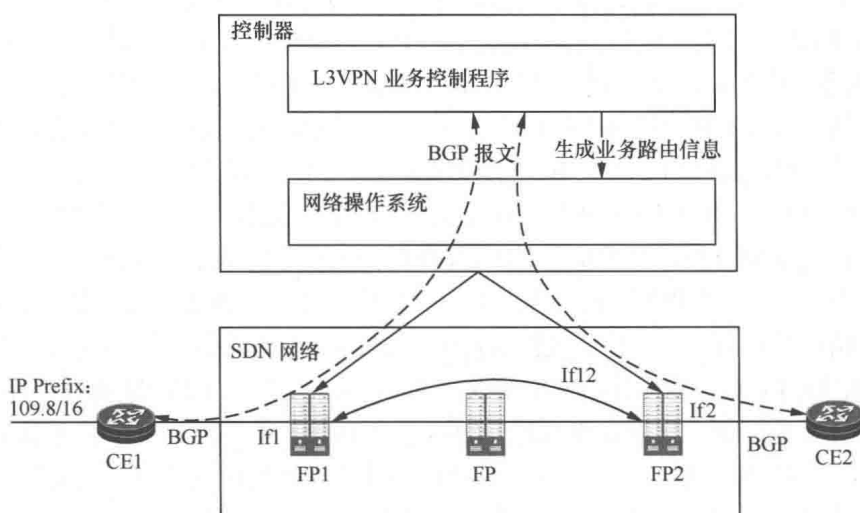 控制器
L3VPN 业务控制程序
BGP 报文
生成业务路由信息
网络操作系统
SDN 网络
IP Prefix:
109.8/16
If12
BGP
If1
If2
BGP
CE1
FP1
FP
FP2
CE2